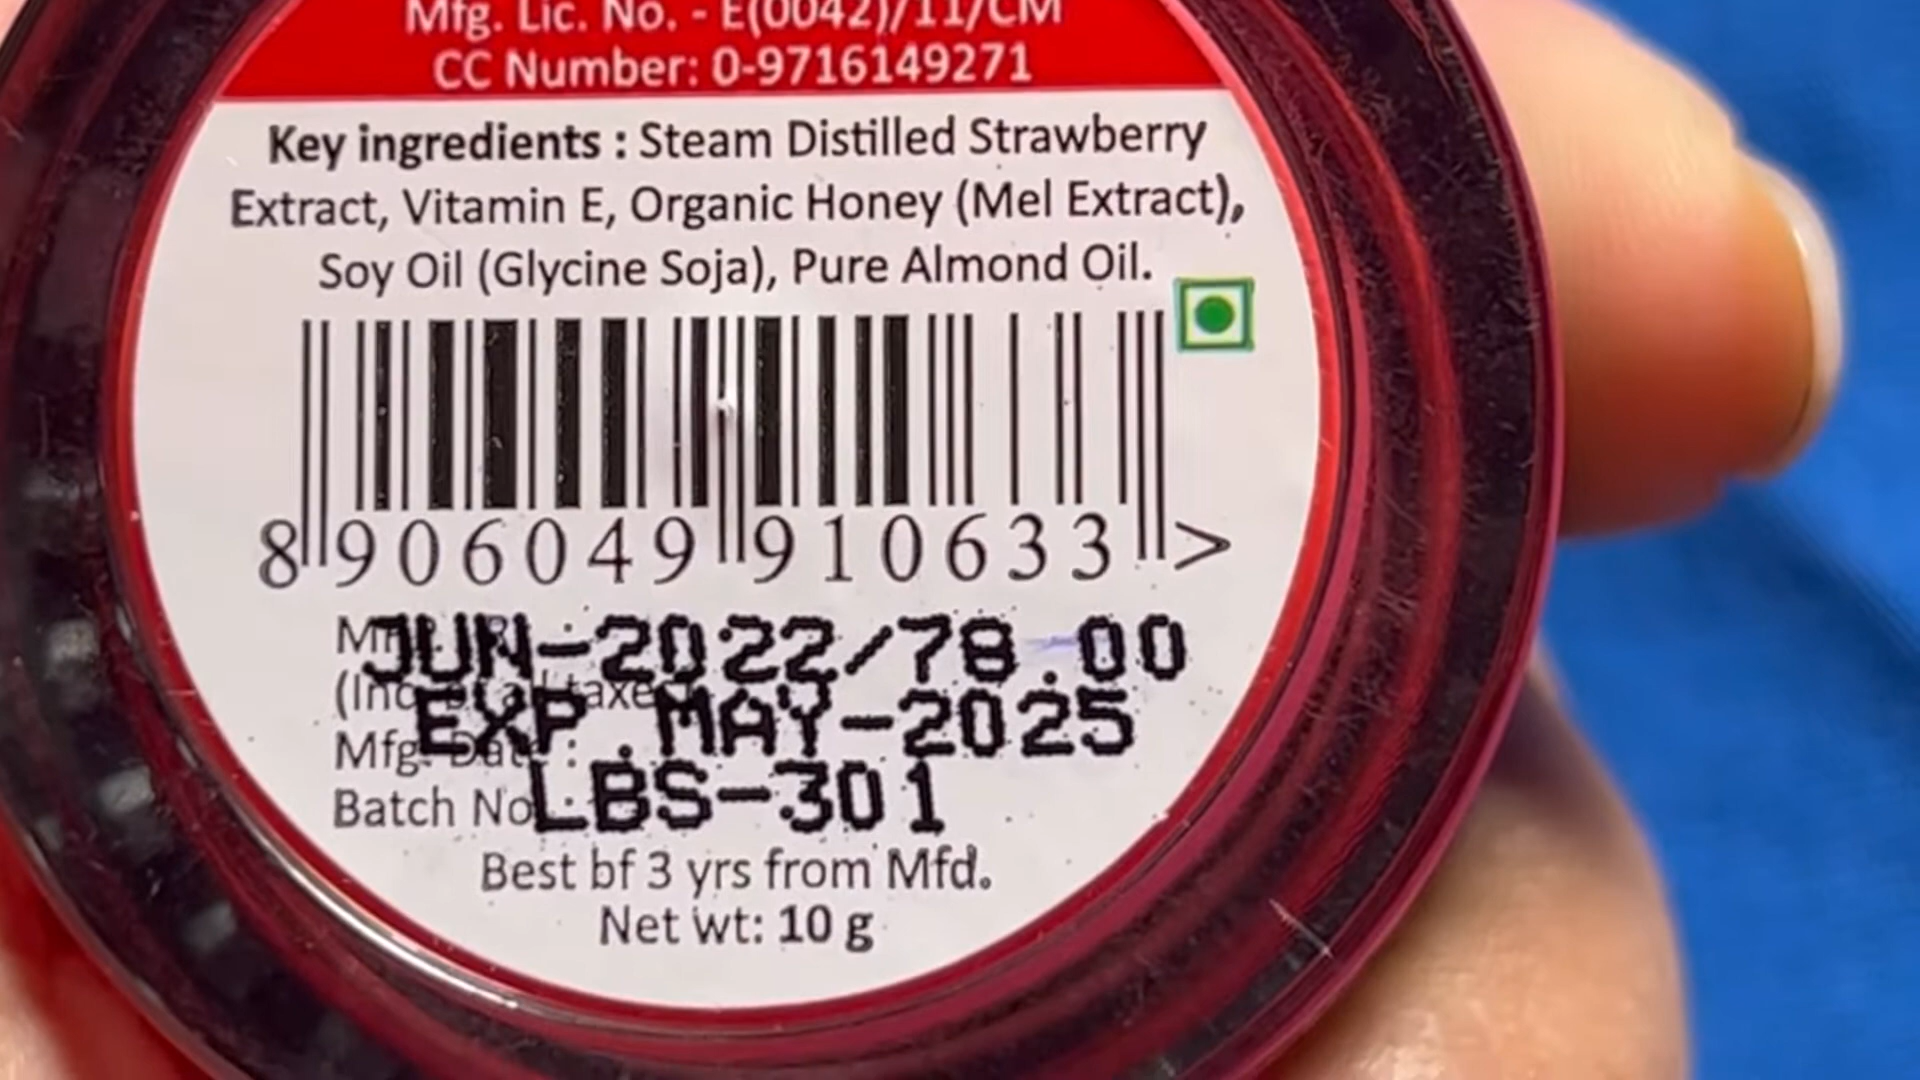 Mfg. Lic. No. - E(0042)/11/CM
CC Number: 0-9716149271
Key ingredients : Steam Distilled Strawberry
Extract, Vitamin E, Organic Honey (Mel Extract),
Soy Oil (Glycine Soja), Pure Almond Oil.
8 906049 910633 >
JUN-2022/78.00
EXP.MAY-2025
Mfg. Date :
Batch No. LBS-301
Best bf 3 yrs from Mfd.
Net wt: 10 g